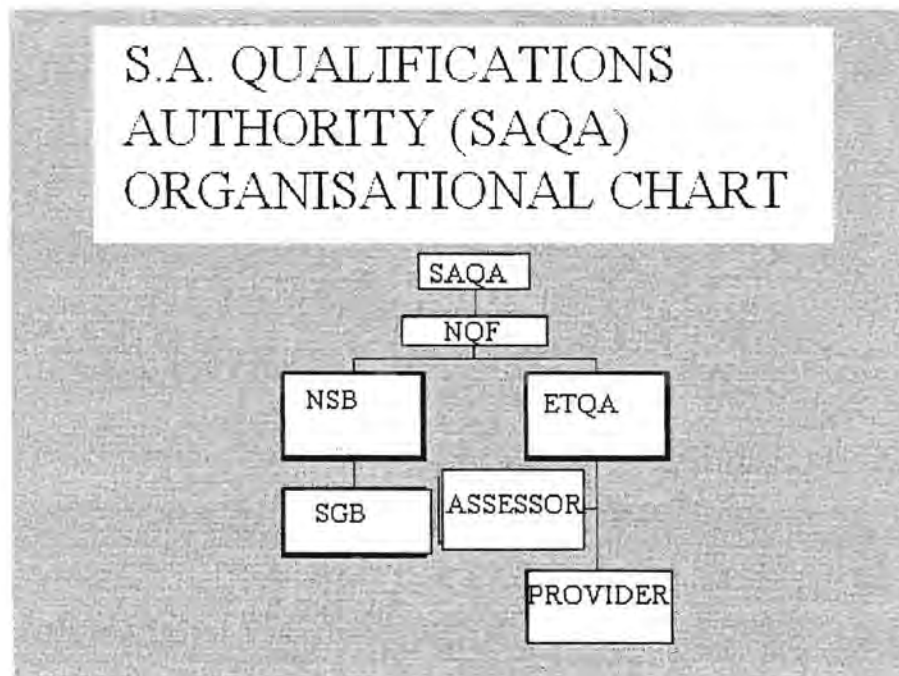 S.A. QUALIFICATIONS
AUTHORITY (SAQA)
ORGANISATIONAL CHART
SAQA
NQF
NSB
ETQA
SGB
ASSESSOR
PROVIDER